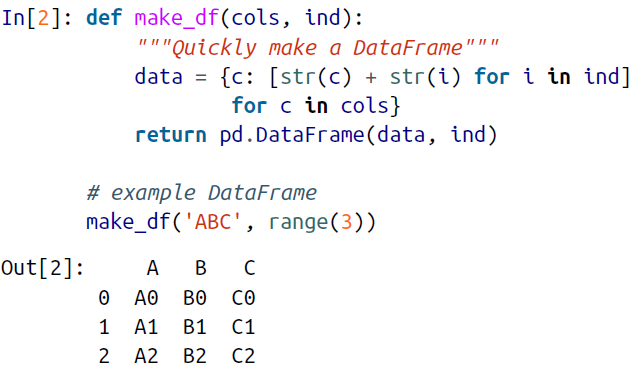 In[2]: def make_df(cols, ind):
           """Quickly make a DataFrame"""
           data = {c: [str(c) + str(i) for i in ind]
                   for c in cols}
           return pd.DataFrame(data, ind)

       # example DataFrame
       make_df('ABC', range(3))
Out[2]:     A   B   C
        0  A0  B0  C0
        1  A1  B1  C1
        2  A2  B2  C2